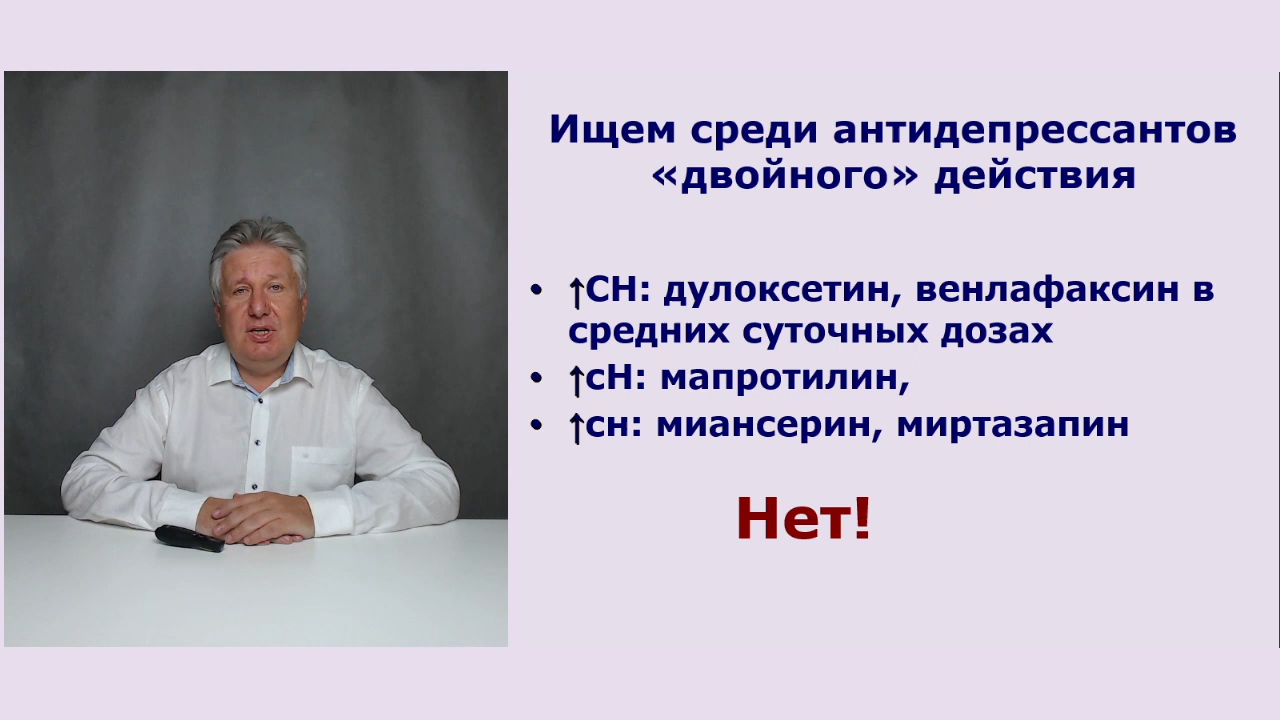 Ищем среди антидепрессантов
«двойного» действия
• ↑СН: дулоксетин, венлафаксин в
средних суточных дозах
• ↑сН: мапротилин,
• ↑сн: миансерин, миртазапин
Нет!